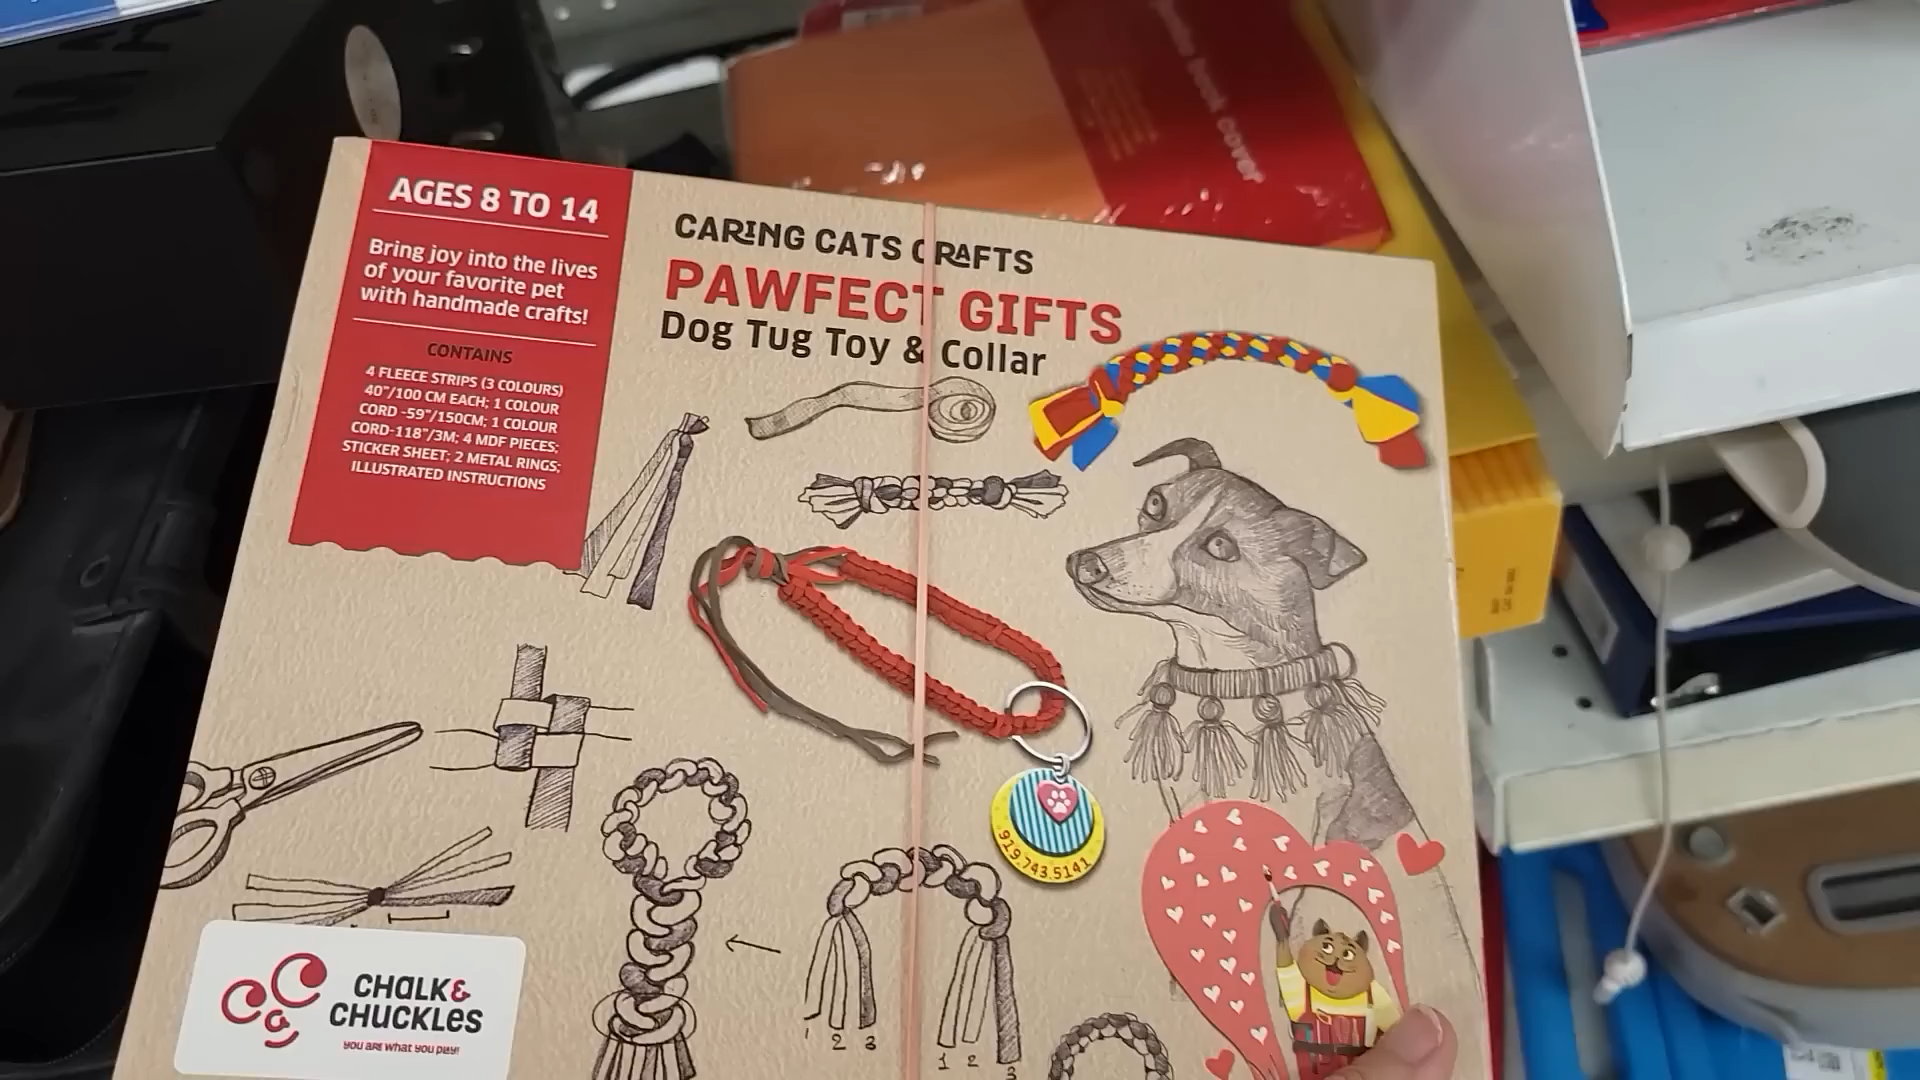 AGES 8 TO 14
Bring joy into the lives
of your favorite pet
with handmade crafts!
CONTAINS
4 FLEECE STRIPS (3 COLOURS)
40"/100 CM EACH; 1 COLOUR
CORD -59"/150CM; 1 COLOUR
CORD-118"/3M; 4 MDF PIECES;
STICKER SHEET; 2 METAL RINGS;
ILLUSTRATED INSTRUCTIONS
CARING CATS CRAFTS
PAWFECT GIFTS
Dog Tug Toy & Collar
919.743.5141
1 2 3
1 2 3
CHALK&
CHUCKLES
YOU ARE WHAT YOU PLAY!
book cover